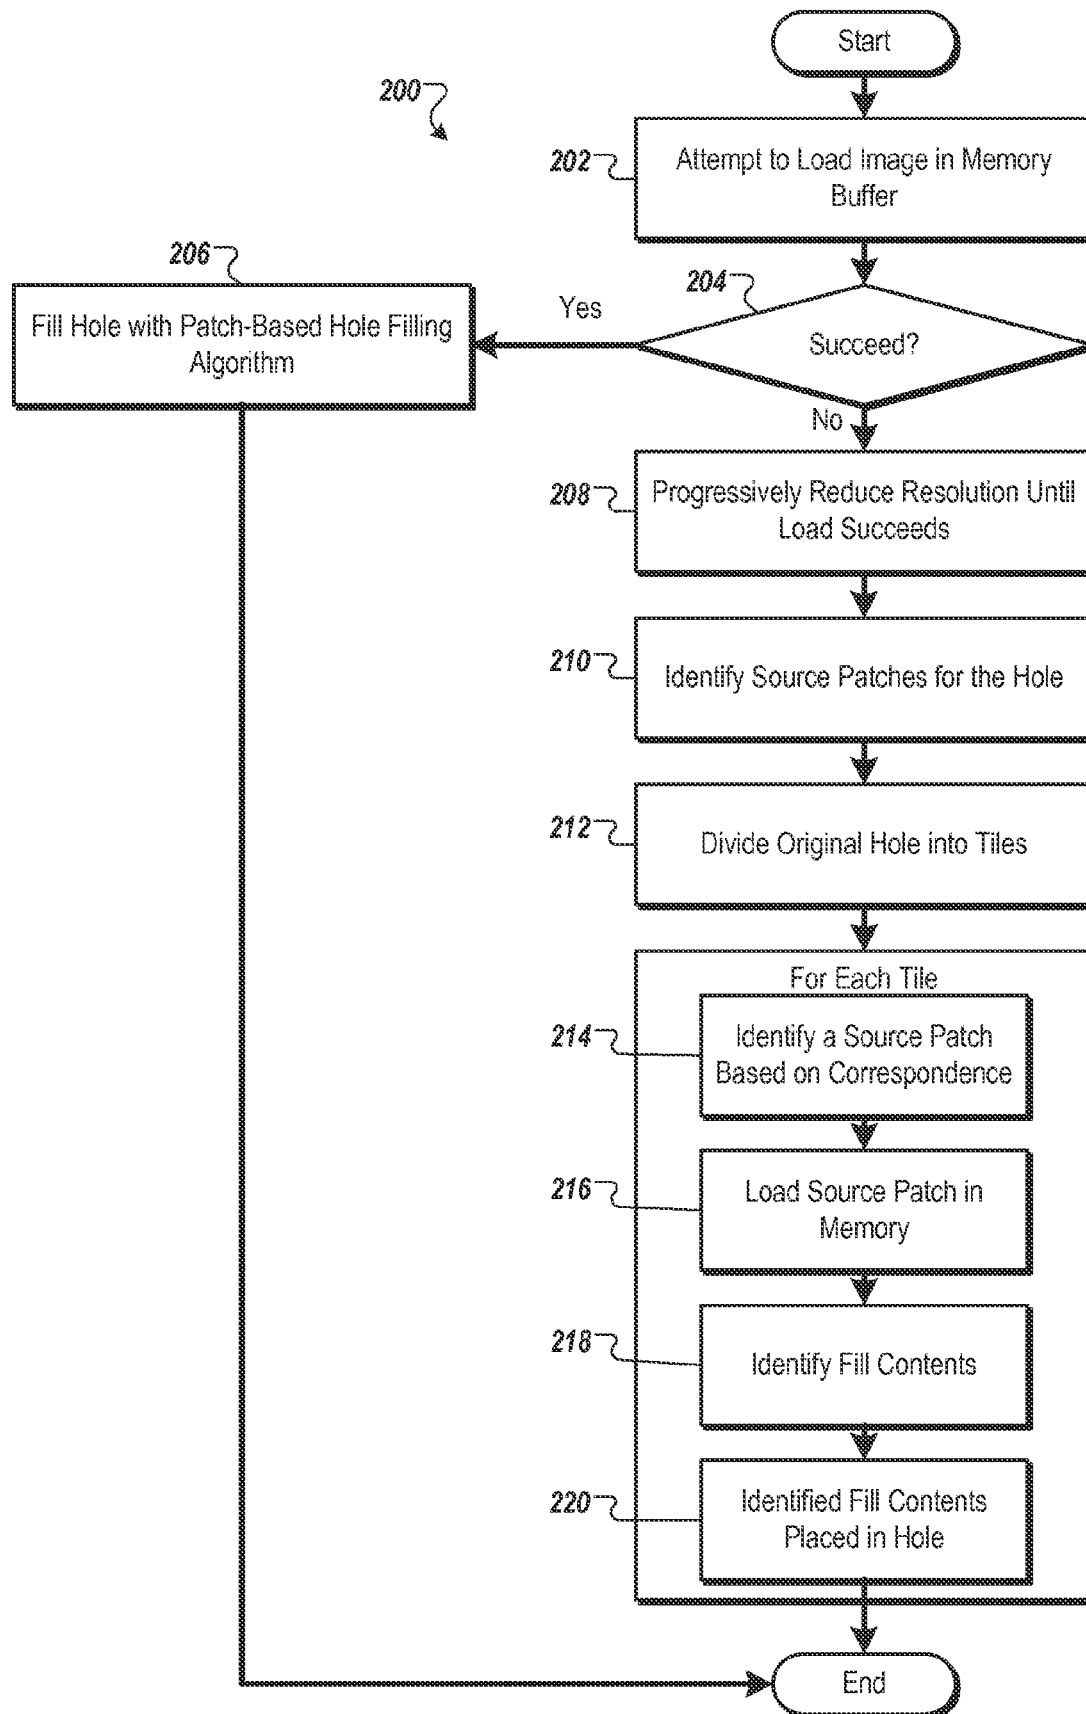 Start
200
202
Attempt to Load Image in Memory
Buffer
206
204
Yes
Fill Hole with Patch-Based Hole Filling
Algorithm
Succeed?
No
208
Progressively Reduce Resolution Until
Load Succeeds
210
Identify Source Patches for the Hole
212
Divide Original Hole into Tiles
For Each Tile
214
Identify a Source Patch
Based on Correspondence
216
Load Source Patch in
Memory
218
Identify Fill Contents
220
Identified Fill Contents
Placed in Hole
End